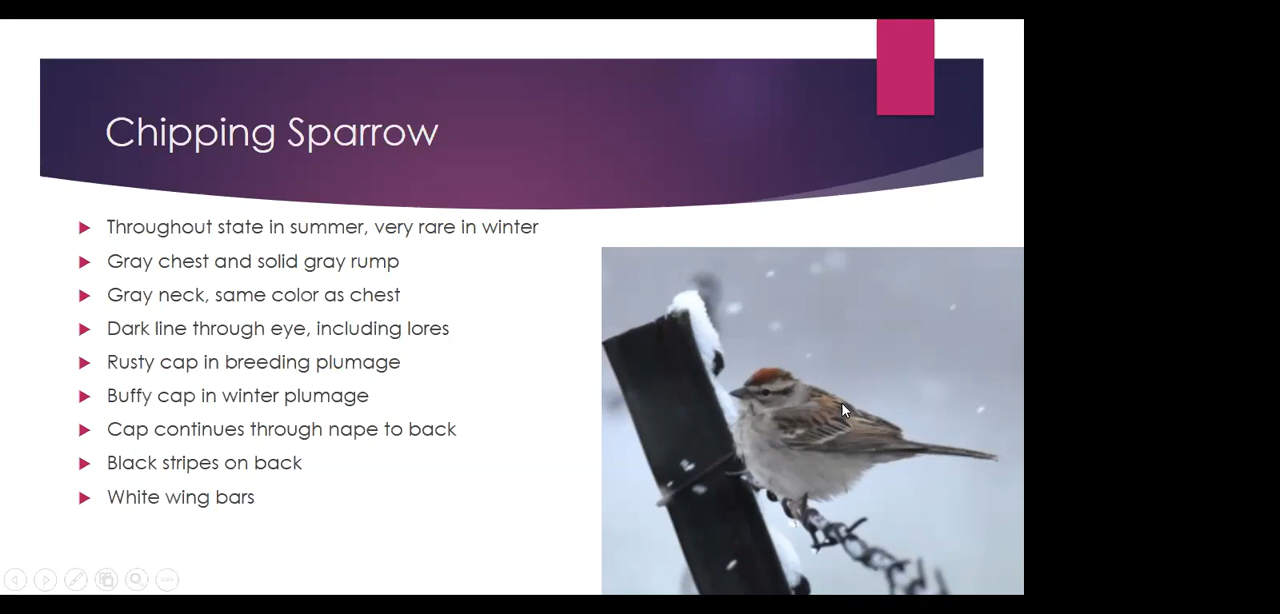 Chipping Sparrow
Throughout state in summer, very rare in winter
Gray chest and solid gray rump
Gray neck, same color as chest
Dark line through eye, including lores
Rusty cap in breeding plumage
Buffy cap in winter plumage
Cap continues through nape to back
Black stripes on back
White wing bars